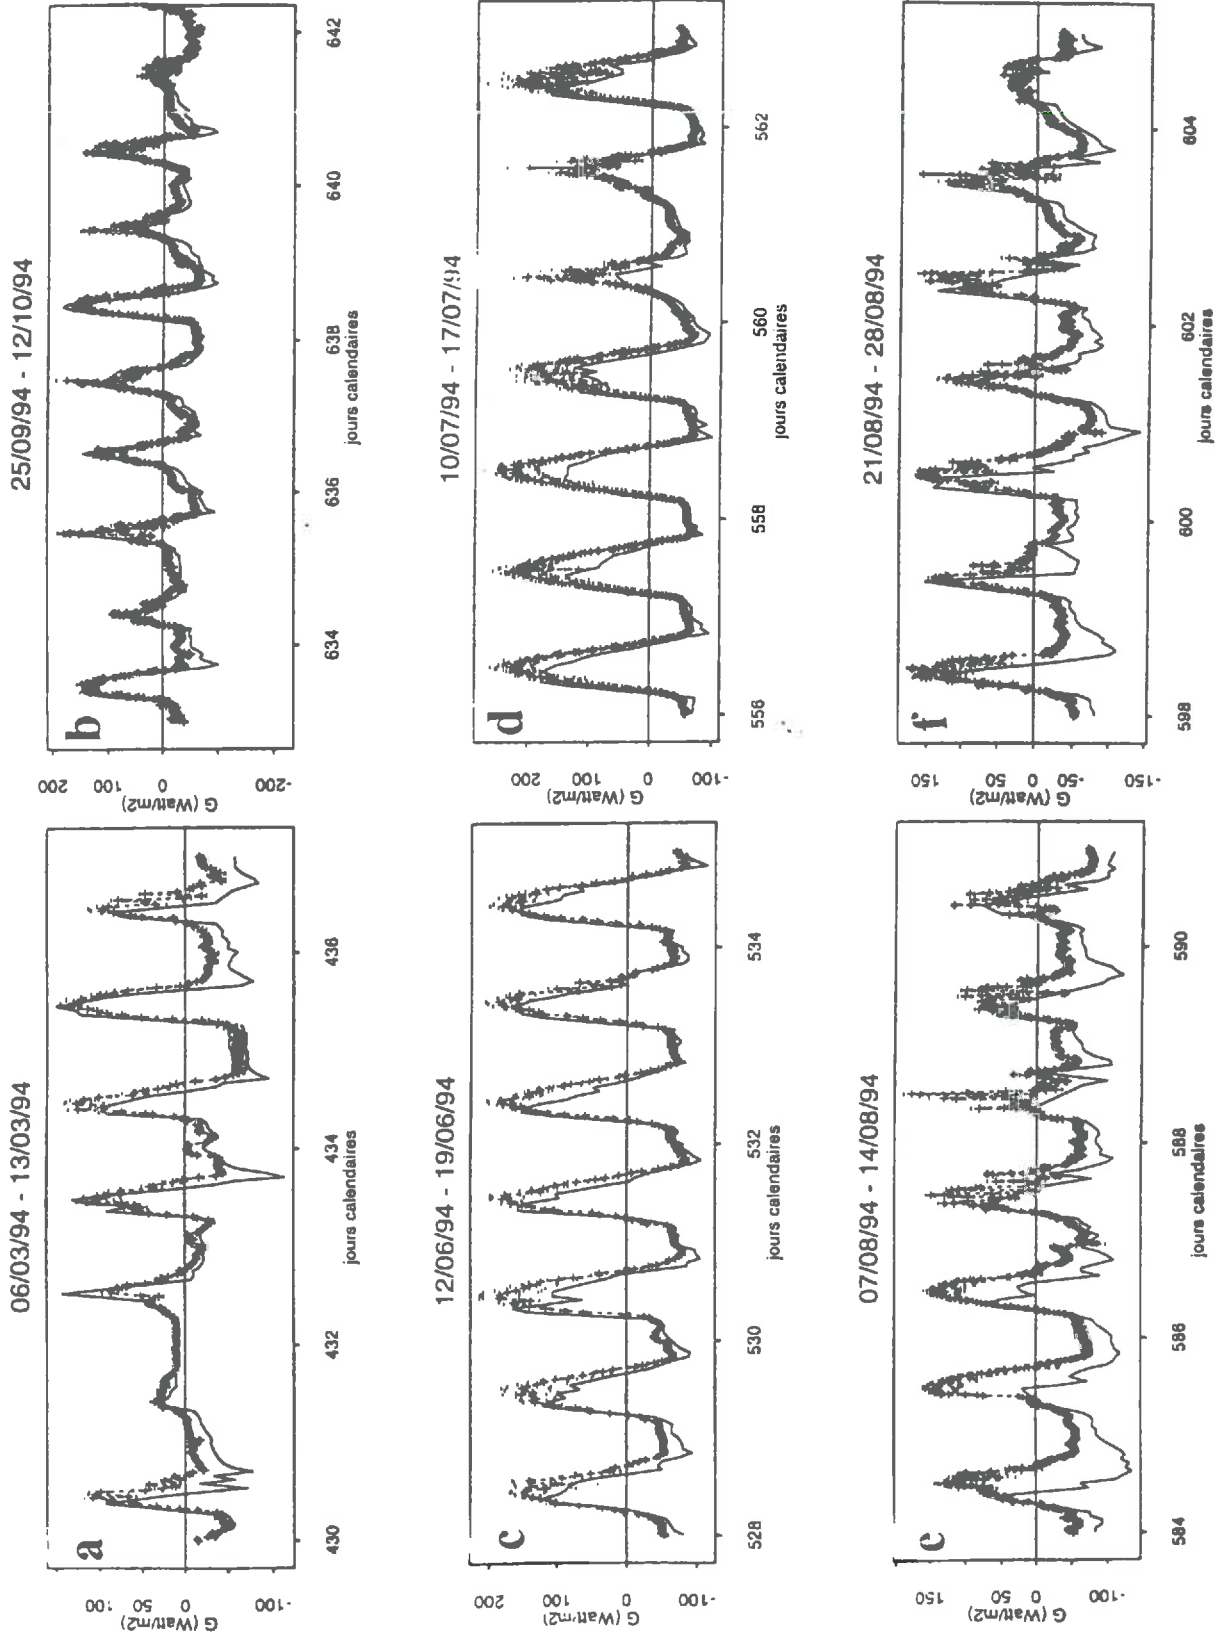 06/03/94 - 13/03/94
a
G (Watt/m2)
-100 0 50 100
430 432 434 436
jours calendaires
25/09/94 - 12/10/94
b
G (Watt/m2)
-200 0 100 200
634 636 638 640 642
jours calendaires
12/06/94 - 19/06/94
c
G (Watt/m2)
-100 0 100 200
528 530 532 534
jours calendaires
10/07/94 - 17/07/94
d
G (Watt/m2)
-100 0 100 200
556 558 560 562
jours calendaires
07/08/94 - 14/08/94
e
G (Watt/m2)
-100 0 50 150
584 586 588 590
jours calendaires
21/08/94 - 28/08/94
f
G (Watt/m2)
-150 -50 0 50 150
598 600 602 604
jours calendaires